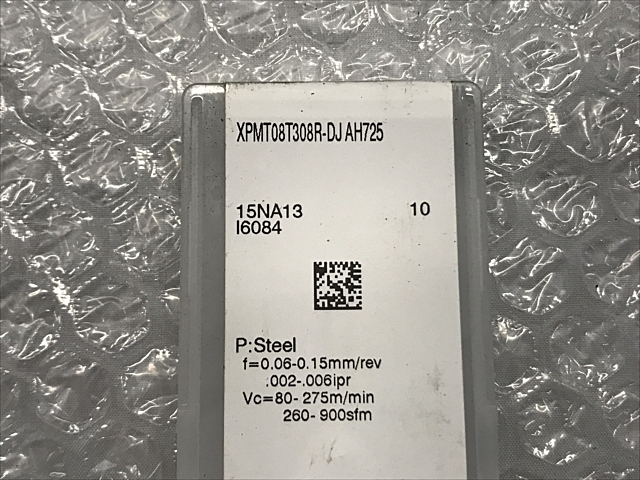 XPMT08T308R-DJ AH725
15NA13 10
I6084
P:Steel
f=0.06-0.15mm/rev
.002-.006ipr
Vc=80- 275m/min
260- 900sfm